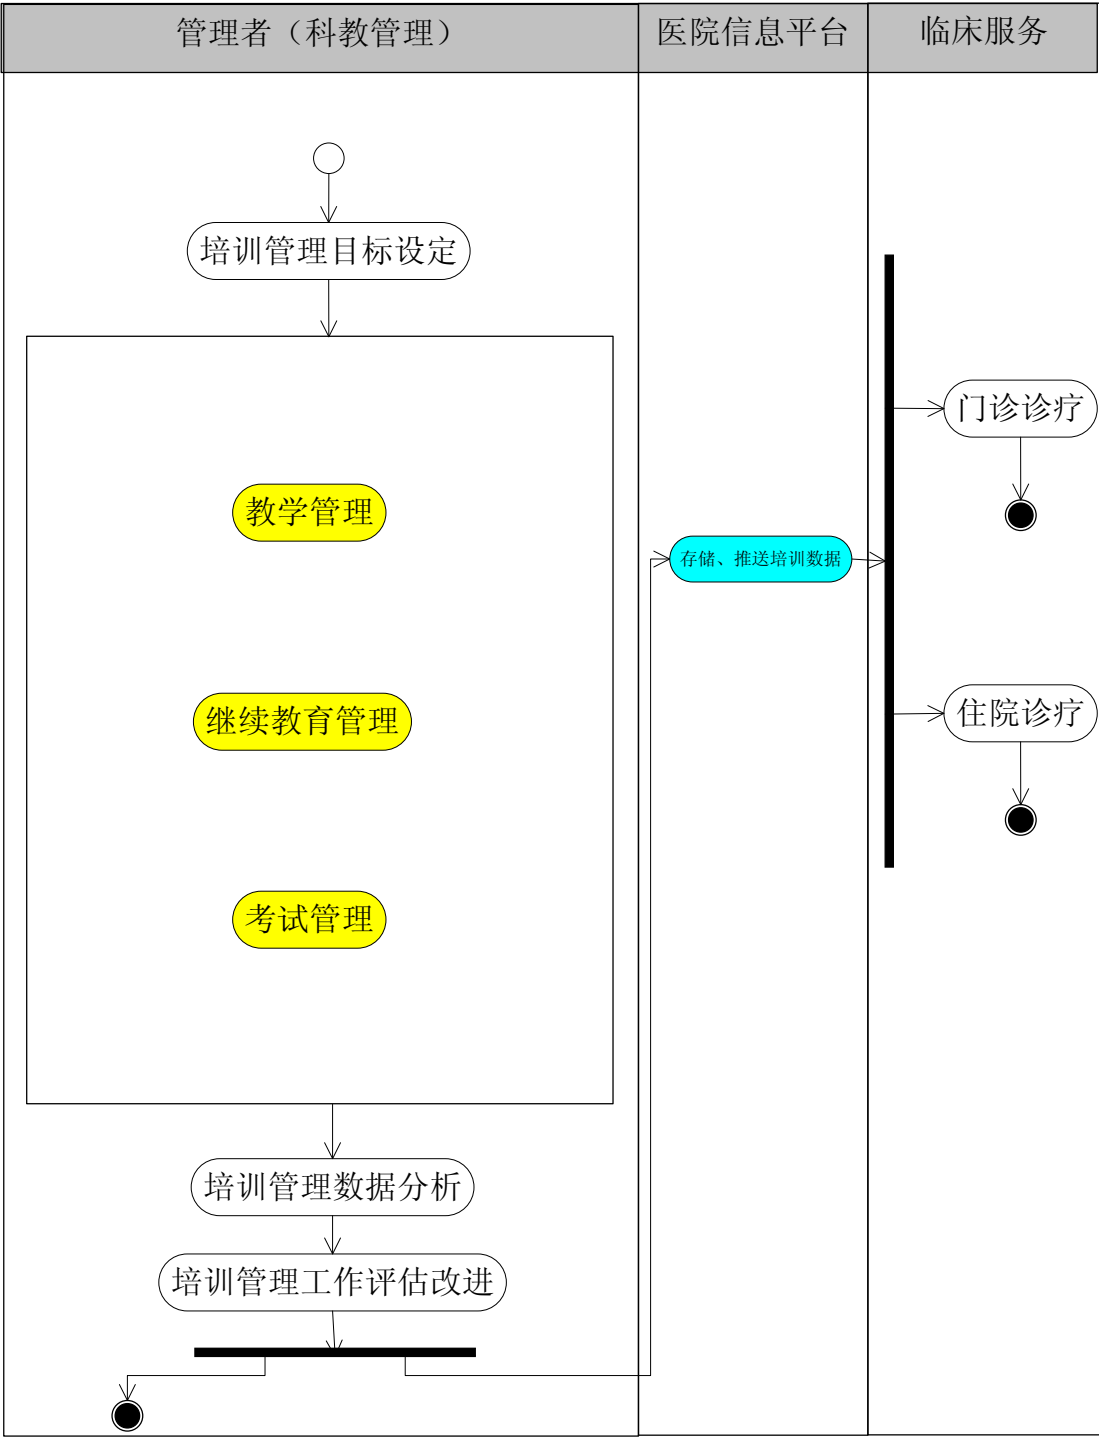 管理者（科教管理）
医院信息平台
临床服务
培训管理目标设定
教学管理
继续教育管理
考试管理
培训管理数据分析
培训管理工作评估改进
存储、推送培训数据
门诊诊疗
住院诊疗